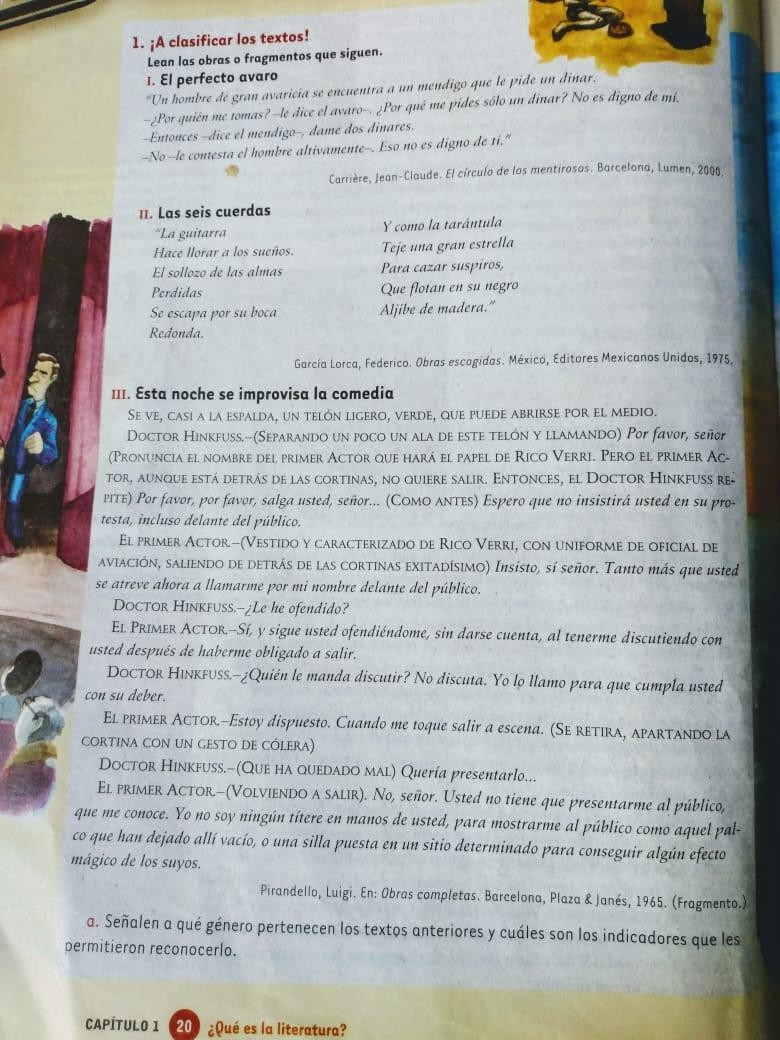 1. ¡A clasificar los textos!
Lean las obras o fragmentos que siguen.
I. El perfecto avaro
"Un hombre de gran avaricia se encuentra a un mendigo que le pide un dinar.
–¿Por quién me tomas? –le dice el avaro–. ¿Por qué me pides sólo un dinar? No es digno de mí.
–Entonces –dice el mendigo–, dame dos dinares.
–No –le contesta el hombre altivamente–. Eso no es digno de ti."
Carrière, Jean-Claude. El círculo de los mentirosos. Barcelona, Lumen, 2000.
II. Las seis cuerdas
"La guitarra
Hace llorar a los sueños.
El sollozo de las almas
Perdidas
Se escapa por su boca
Redonda.
Y como la tarántula
Teje una gran estrella
Para cazar suspiros,
Que flotan en su negro
Aljibe de madera."
García Lorca, Federico. Obras escogidas. México, Editores Mexicanos Unidos, 1975.
III. Esta noche se improvisa la comedia
SE VE, CASI A LA ESPALDA, UN TELÓN LIGERO, VERDE, QUE PUEDE ABRIRSE POR EL MEDIO.
DOCTOR HINKFUSS.–(SEPARANDO UN POCO UN ALA DE ESTE TELÓN Y LLAMANDO) Por favor, señor
(PRONUNCIA EL NOMBRE DEL PRIMER ACTOR QUE HARÁ EL PAPEL DE RICO VERRI. PERO EL PRIMER AC-
TOR, AUNQUE ESTÁ DETRÁS DE LAS CORTINAS, NO QUIERE SALIR. ENTONCES, EL DOCTOR HINKFUSS RE-
PITE) Por favor, por favor, salga usted, señor... (COMO ANTES) Espero que no insistirá usted en su pro-
testa, incluso delante del público.
EL PRIMER ACTOR.–(VESTIDO Y CARACTERIZADO DE RICO VERRI, CON UNIFORME DE OFICIAL DE
AVIACIÓN, SALIENDO DE DETRÁS DE LAS CORTINAS EXITADÍSIMO) Insisto, sí señor. Tanto más que usted
se atreve ahora a llamarme por mi nombre delante del público.
DOCTOR HINKFUSS.–¿Le he ofendido?
EL PRIMER ACTOR.–Sí, y sigue usted ofendiéndome, sin darse cuenta, al tenerme discutiendo con
usted después de haberme obligado a salir.
DOCTOR HINKFUSS.–¿Quién le manda discutir? No discuta. Yo lo llamo para que cumpla usted
con su deber.
EL PRIMER ACTOR.–Estoy dispuesto. Cuando me toque salir a escena. (SE RETIRA, APARTANDO LA
CORTINA CON UN GESTO DE CÓLERA)
DOCTOR HINKFUSS.–(QUE HA QUEDADO MAL) Quería presentarlo...
EL PRIMER ACTOR.–(VOLVIENDO A SALIR). No, señor. Usted no tiene que presentarme al público,
que me conoce. Yo no soy ningún títere en manos de usted, para mostrarme al público como aquel pal-
co que han dejado allí vacío, o una silla puesta en un sitio determinado para conseguir algún efecto
mágico de los suyos.
Pirandello, Luigi. En: Obras completas. Barcelona, Plaza & Janés, 1965. (Fragmento.)
a. Señalen a qué género pertenecen los textos anteriores y cuáles son los indicadores que les
permitieron reconocerlo.
CAPÍTULO 1 20 ¿Qué es la literatura?